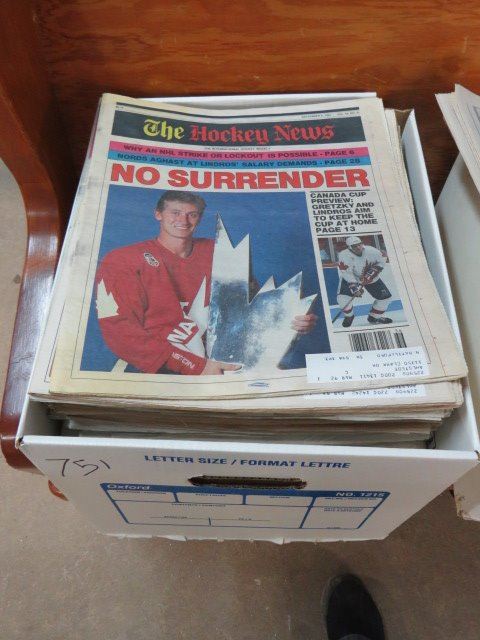 The Hockey News
WHY AN NHL STRIKE OR LOCKOUT IS POSSIBLE - PAGE 6
NORDS AGHAST AT LINDROS' SALARY DEMANDS - PAGE 28
NO SURRENDER
CANADA CUP
PREVIEW:
GRETZKY AND
LINDROS AIM
TO KEEP THE
CUP AT HOME
PAGE 13
751
LETTER SIZE / FORMAT LETTRE
Oxford
NO. 1215